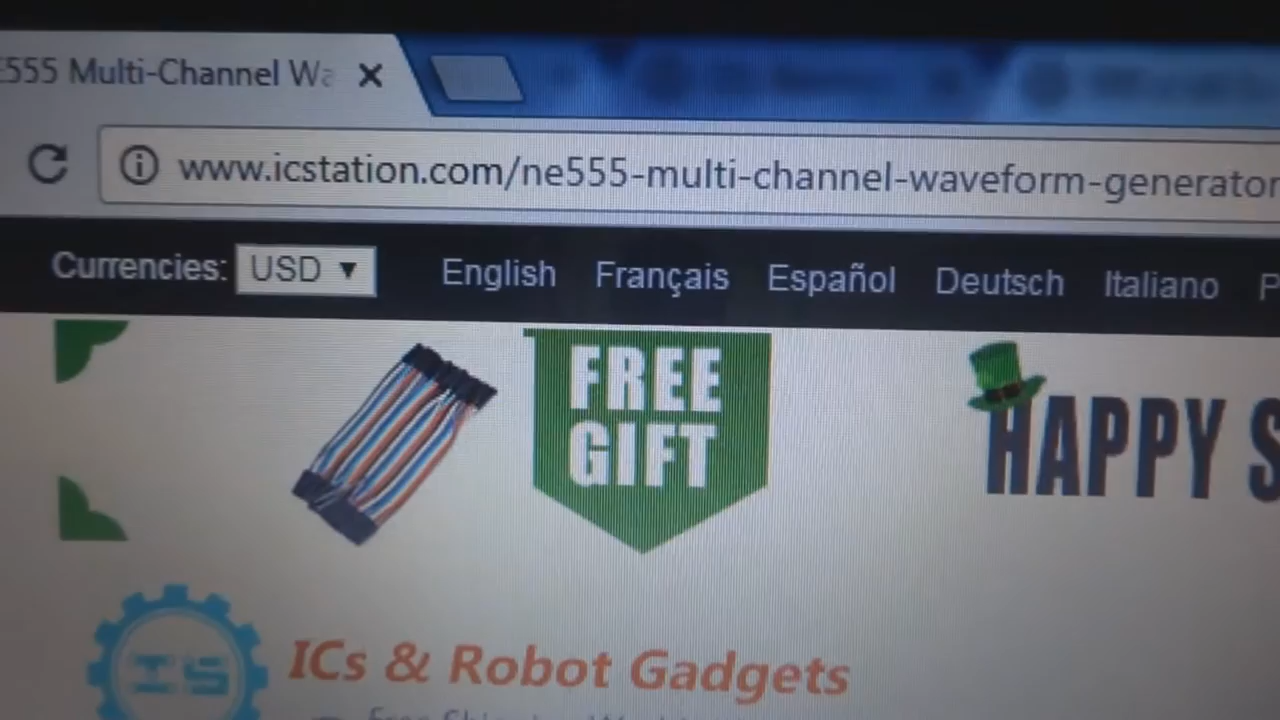 E555 Multi-Channel Wa
www.icstation.com/ne555-multi-channel-waveform-generator
Currencies: USD English Français Español Deutsch Italiano P
FREE
GIFT
HAPPY S
IS
ICs & Robot Gadgets